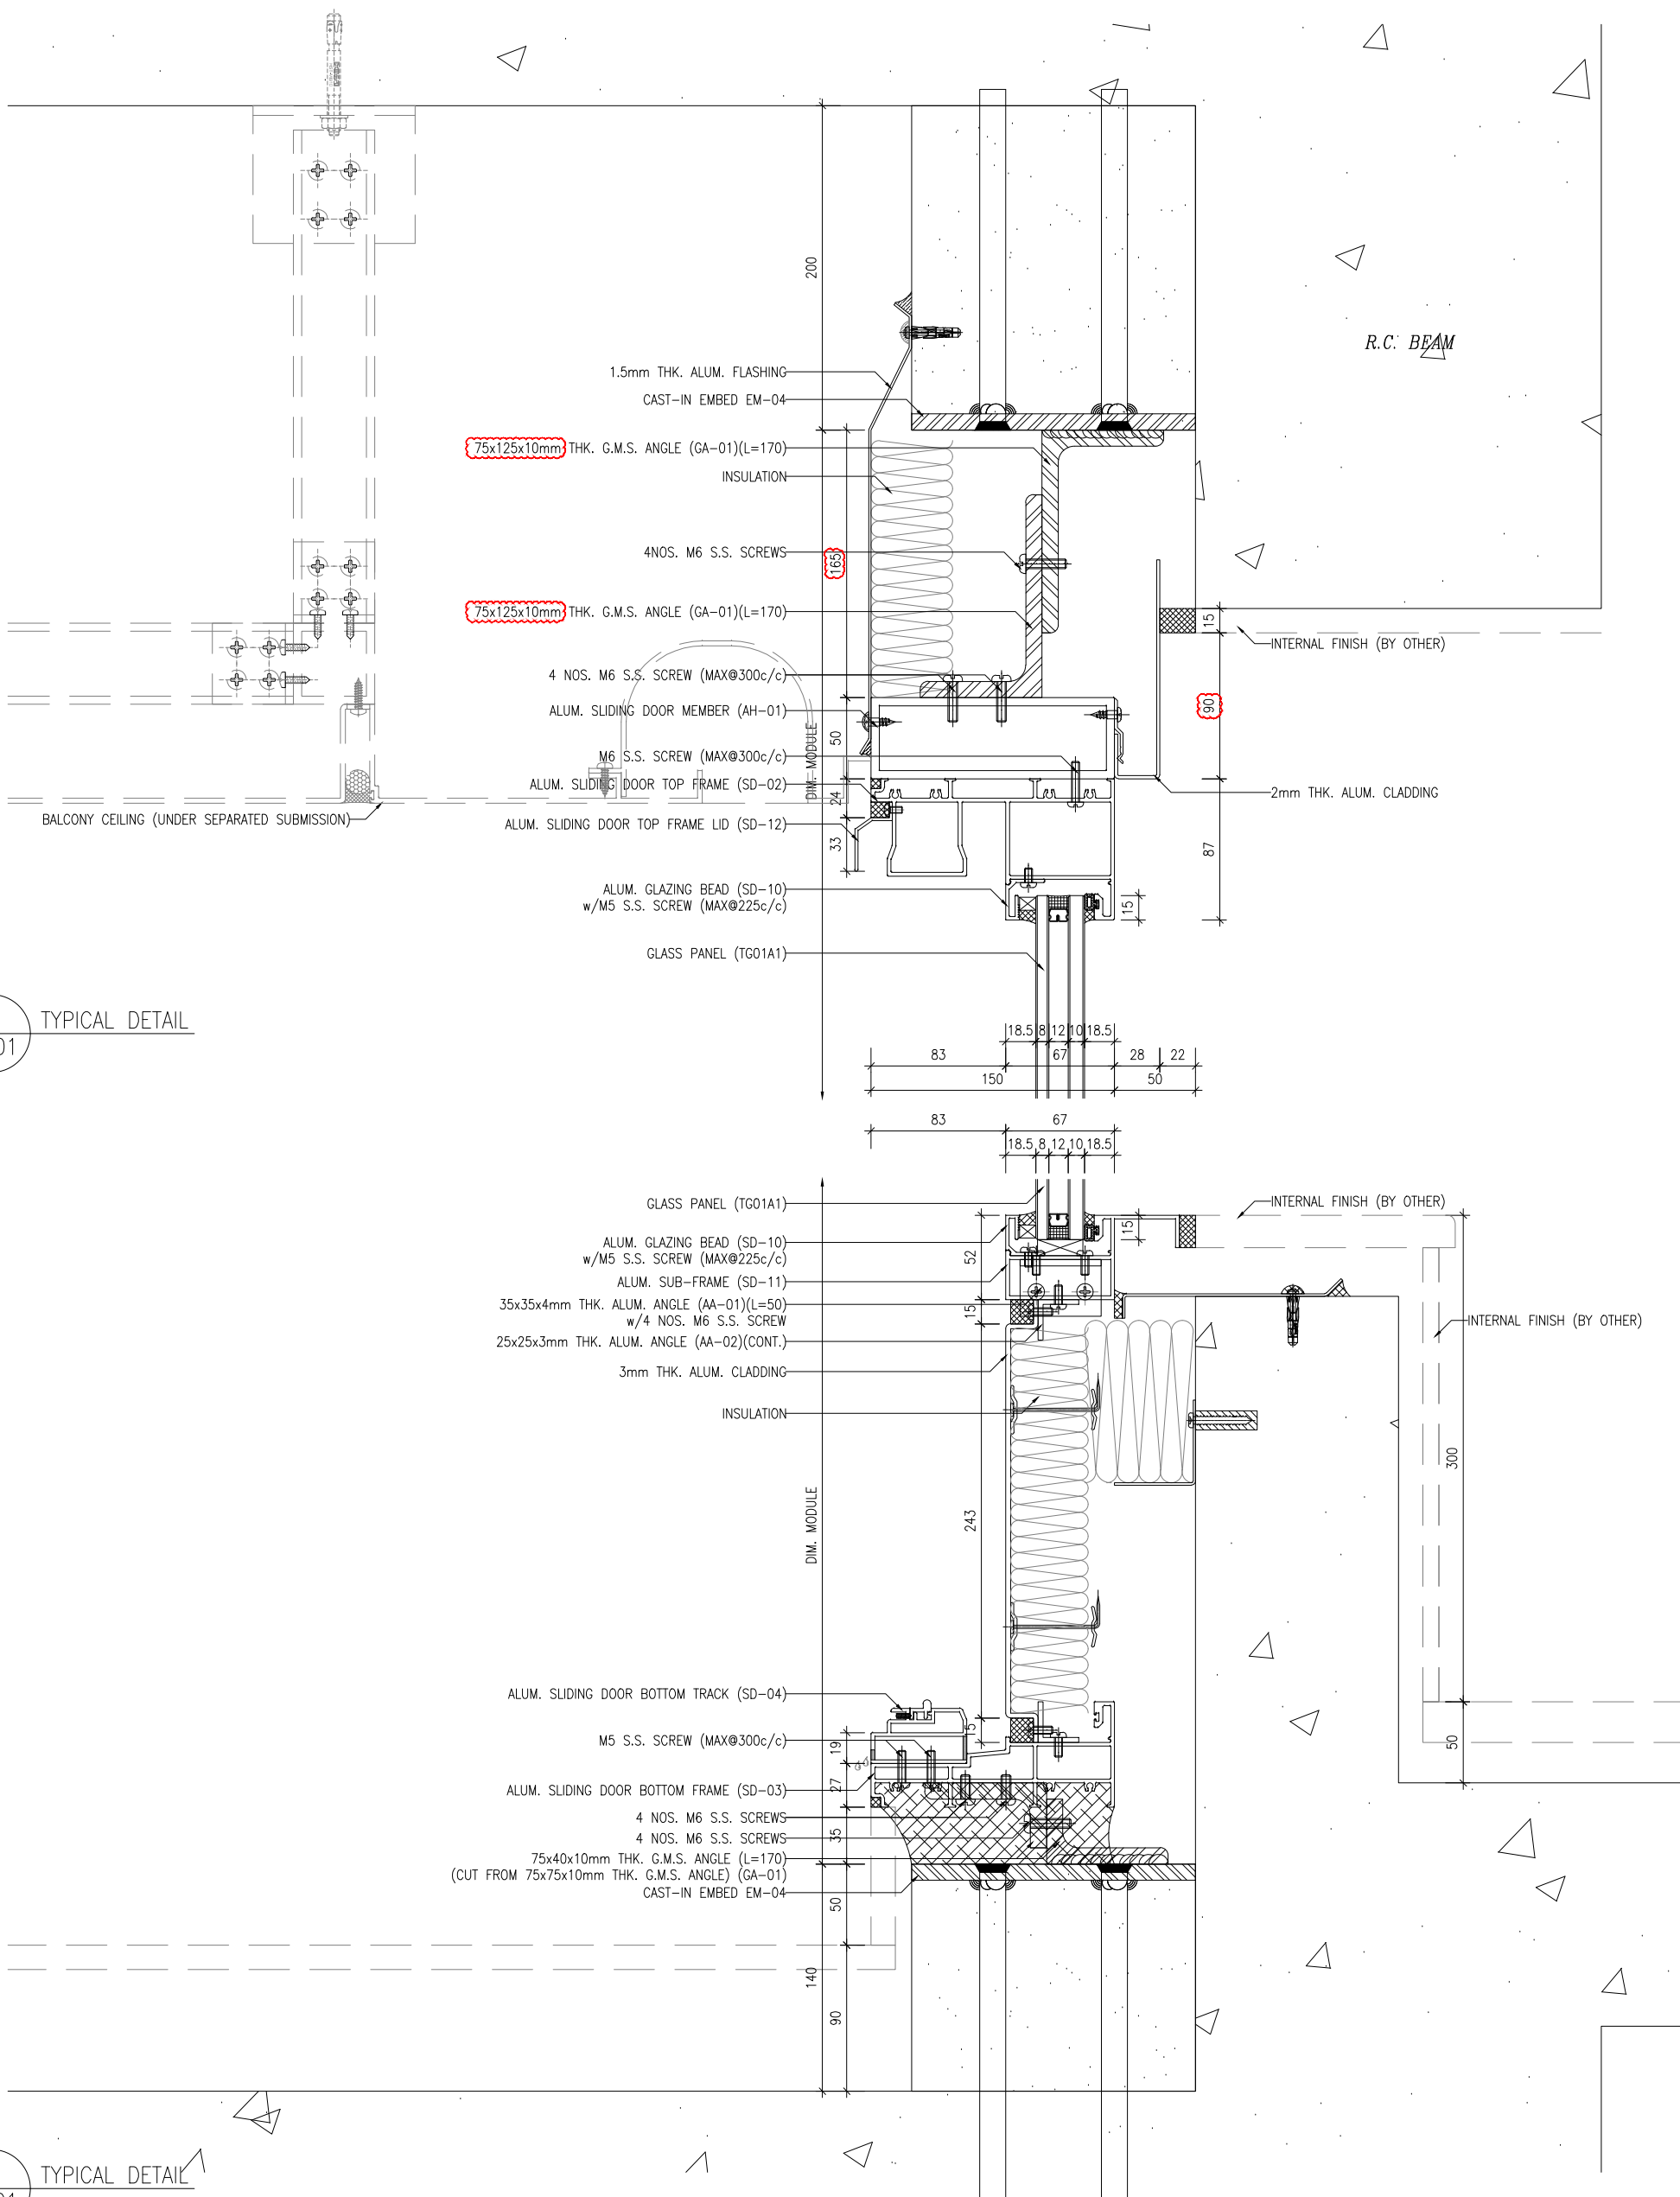 200
R.C. BEAM
1.5mm THK. ALUM. FLASHING
CAST-IN EMBED EM-04
75x125x10mm THK. G.M.S. ANGLE (GA-01)(L=170)
INSULATION
4NOS. M6 S.S. SCREWS
165
75x125x10mm THK. G.M.S. ANGLE (GA-01)(L=170)
15
INTERNAL FINISH (BY OTHER)
4 NOS. M6 S.S. SCREW (MAX@300c/c)
90
ALUM. SLIDING DOOR MEMBER (AH-01)
50
DIM. MODULE
M6 S.S. SCREW (MAX@300c/c)
ALUM. SLIDING DOOR TOP FRAME (SD-02)
24
2mm THK. ALUM. CLADDING
BALCONY CEILING (UNDER SEPARATED SUBMISSION)
ALUM. SLIDING DOOR TOP FRAME LID (SD-12)
33
87
ALUM. GLAZING BEAD (SD-10)
w/M5 S.S. SCREW (MAX@225c/c)
15
GLASS PANEL (TG01A1)
TYPICAL DETAIL
01
18.5 8 12 10 18.5
83 67 28 22
150 50
83 67
18.5 8 12 10 18.5
GLASS PANEL (TG01A1)
INTERNAL FINISH (BY OTHER)
15
ALUM. GLAZING BEAD (SD-10)
w/M5 S.S. SCREW (MAX@225c/c)
52
ALUM. SUB-FRAME (SD-11)
35x35x4mm THK. ALUM. ANGLE (AA-01)(L=50)
w/4 NOS. M6 S.S. SCREW
15
INTERNAL FINISH (BY OTHER)
25x25x3mm THK. ALUM. ANGLE (AA-02)(CONT.)
3mm THK. ALUM. CLADDING
INSULATION
300
243
DIM. MODULE
ALUM. SLIDING DOOR BOTTOM TRACK (SD-04)
15
M5 S.S. SCREW (MAX@300c/c)
19
50
ALUM. SLIDING DOOR BOTTOM FRAME (SD-03)
27
4 NOS. M6 S.S. SCREWS
4 NOS. M6 S.S. SCREWS
35
75x40x10mm THK. G.M.S. ANGLE (L=170)
(CUT FROM 75x75x10mm THK. G.M.S. ANGLE) (GA-01)
CAST-IN EMBED EM-04
50
140
90
TYPICAL DETAIL